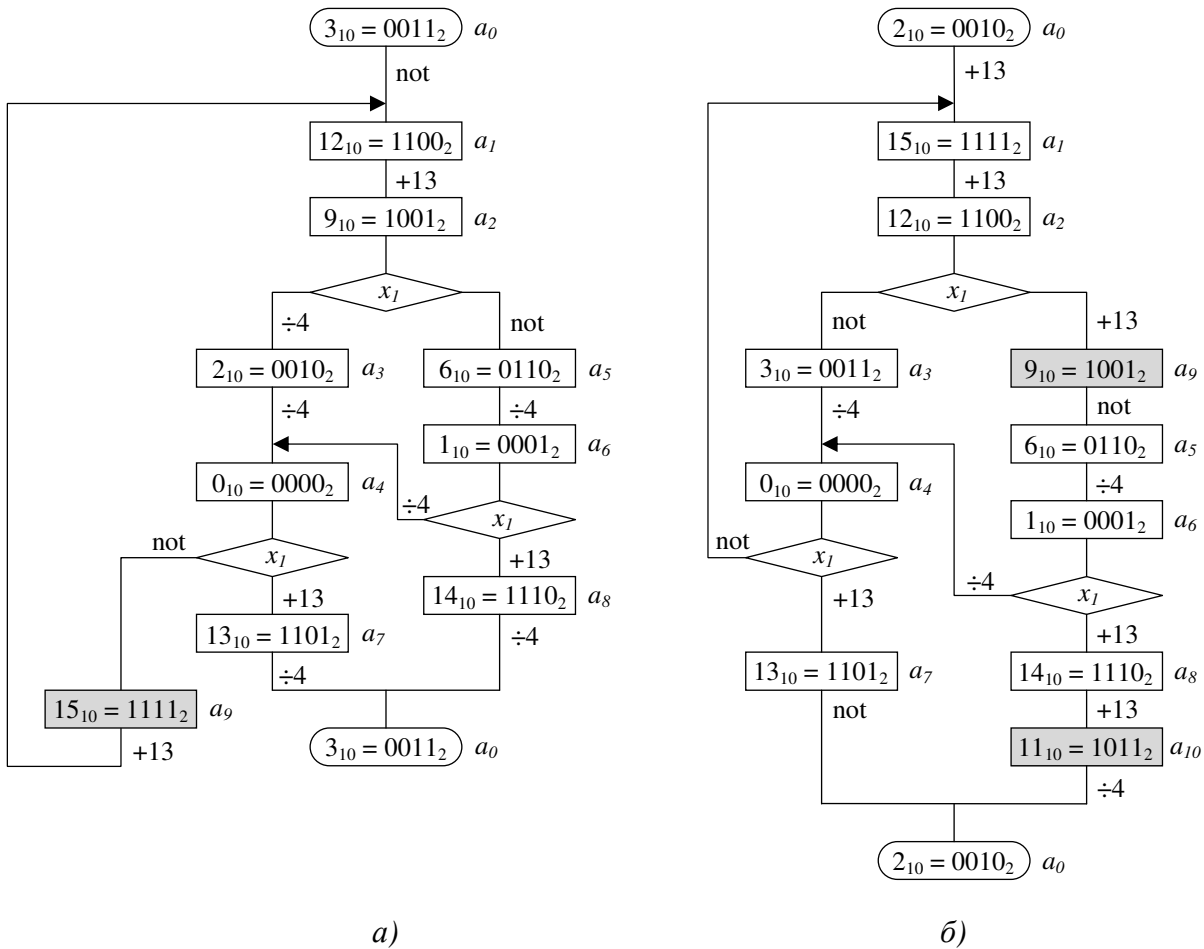 3₁₀ = 0011₂ a₀
not
12₁₀ = 1100₂ a₁
+13
9₁₀ = 1001₂ a₂
x₁
÷4
not
2₁₀ = 0010₂ a₃
6₁₀ = 0110₂ a₅
÷4
÷4
1₁₀ = 0001₂ a₆
0₁₀ = 0000₂ a₄
÷4
x₁
not
x₁
+13
+13
14₁₀ = 1110₂ a₈
13₁₀ = 1101₂ a₇
÷4
÷4
15₁₀ = 1111₂ a₉
+13
3₁₀ = 0011₂ a₀
а)
2₁₀ = 0010₂ a₀
+13
15₁₀ = 1111₂ a₁
+13
12₁₀ = 1100₂ a₂
x₁
not
+13
3₁₀ = 0011₂ a₃
9₁₀ = 1001₂ a₉
÷4
not
6₁₀ = 0110₂ a₅
0₁₀ = 0000₂ a₄
÷4
1₁₀ = 0001₂ a₆
not
x₁
÷4
x₁
+13
+13
13₁₀ = 1101₂ a₇
14₁₀ = 1110₂ a₈
not
+13
11₁₀ = 1011₂ a₁₀
÷4
2₁₀ = 0010₂ a₀
б)